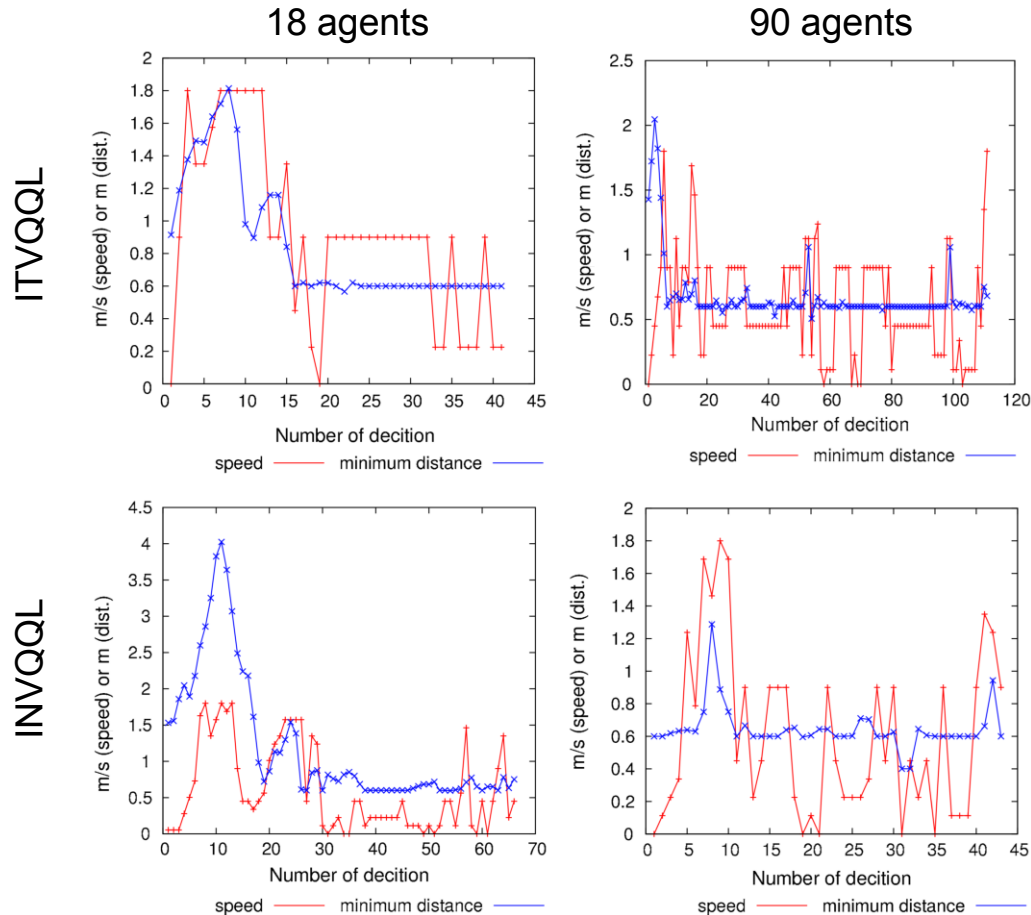 18 agents
90 agents
ITVQQL
m/s (speed) or m (dist.)
2
1.8
1.6
1.4
1.2
1
0.8
0.6
0.4
0.2
0
0 5 10 15 20 25 30 35 40 45
Number of decition
speed minimum distance
m/s (speed) or m (dist.)
2.5
2
1.5
1
0.5
0
0 20 40 60 80 100 120
Number of decition
speed minimum distance
INVQQL
m/s (speed) or m (dist.)
4.5
4
3.5
3
2.5
2
1.5
1
0.5
0
0 10 20 30 40 50 60 70
Number of decition
speed minimum distance
m/s (speed) or m (dist.)
2
1.8
1.6
1.4
1.2
1
0.8
0.6
0.4
0.2
0
0 5 10 15 20 25 30 35 40 45
Number of decition
speed minimum distance